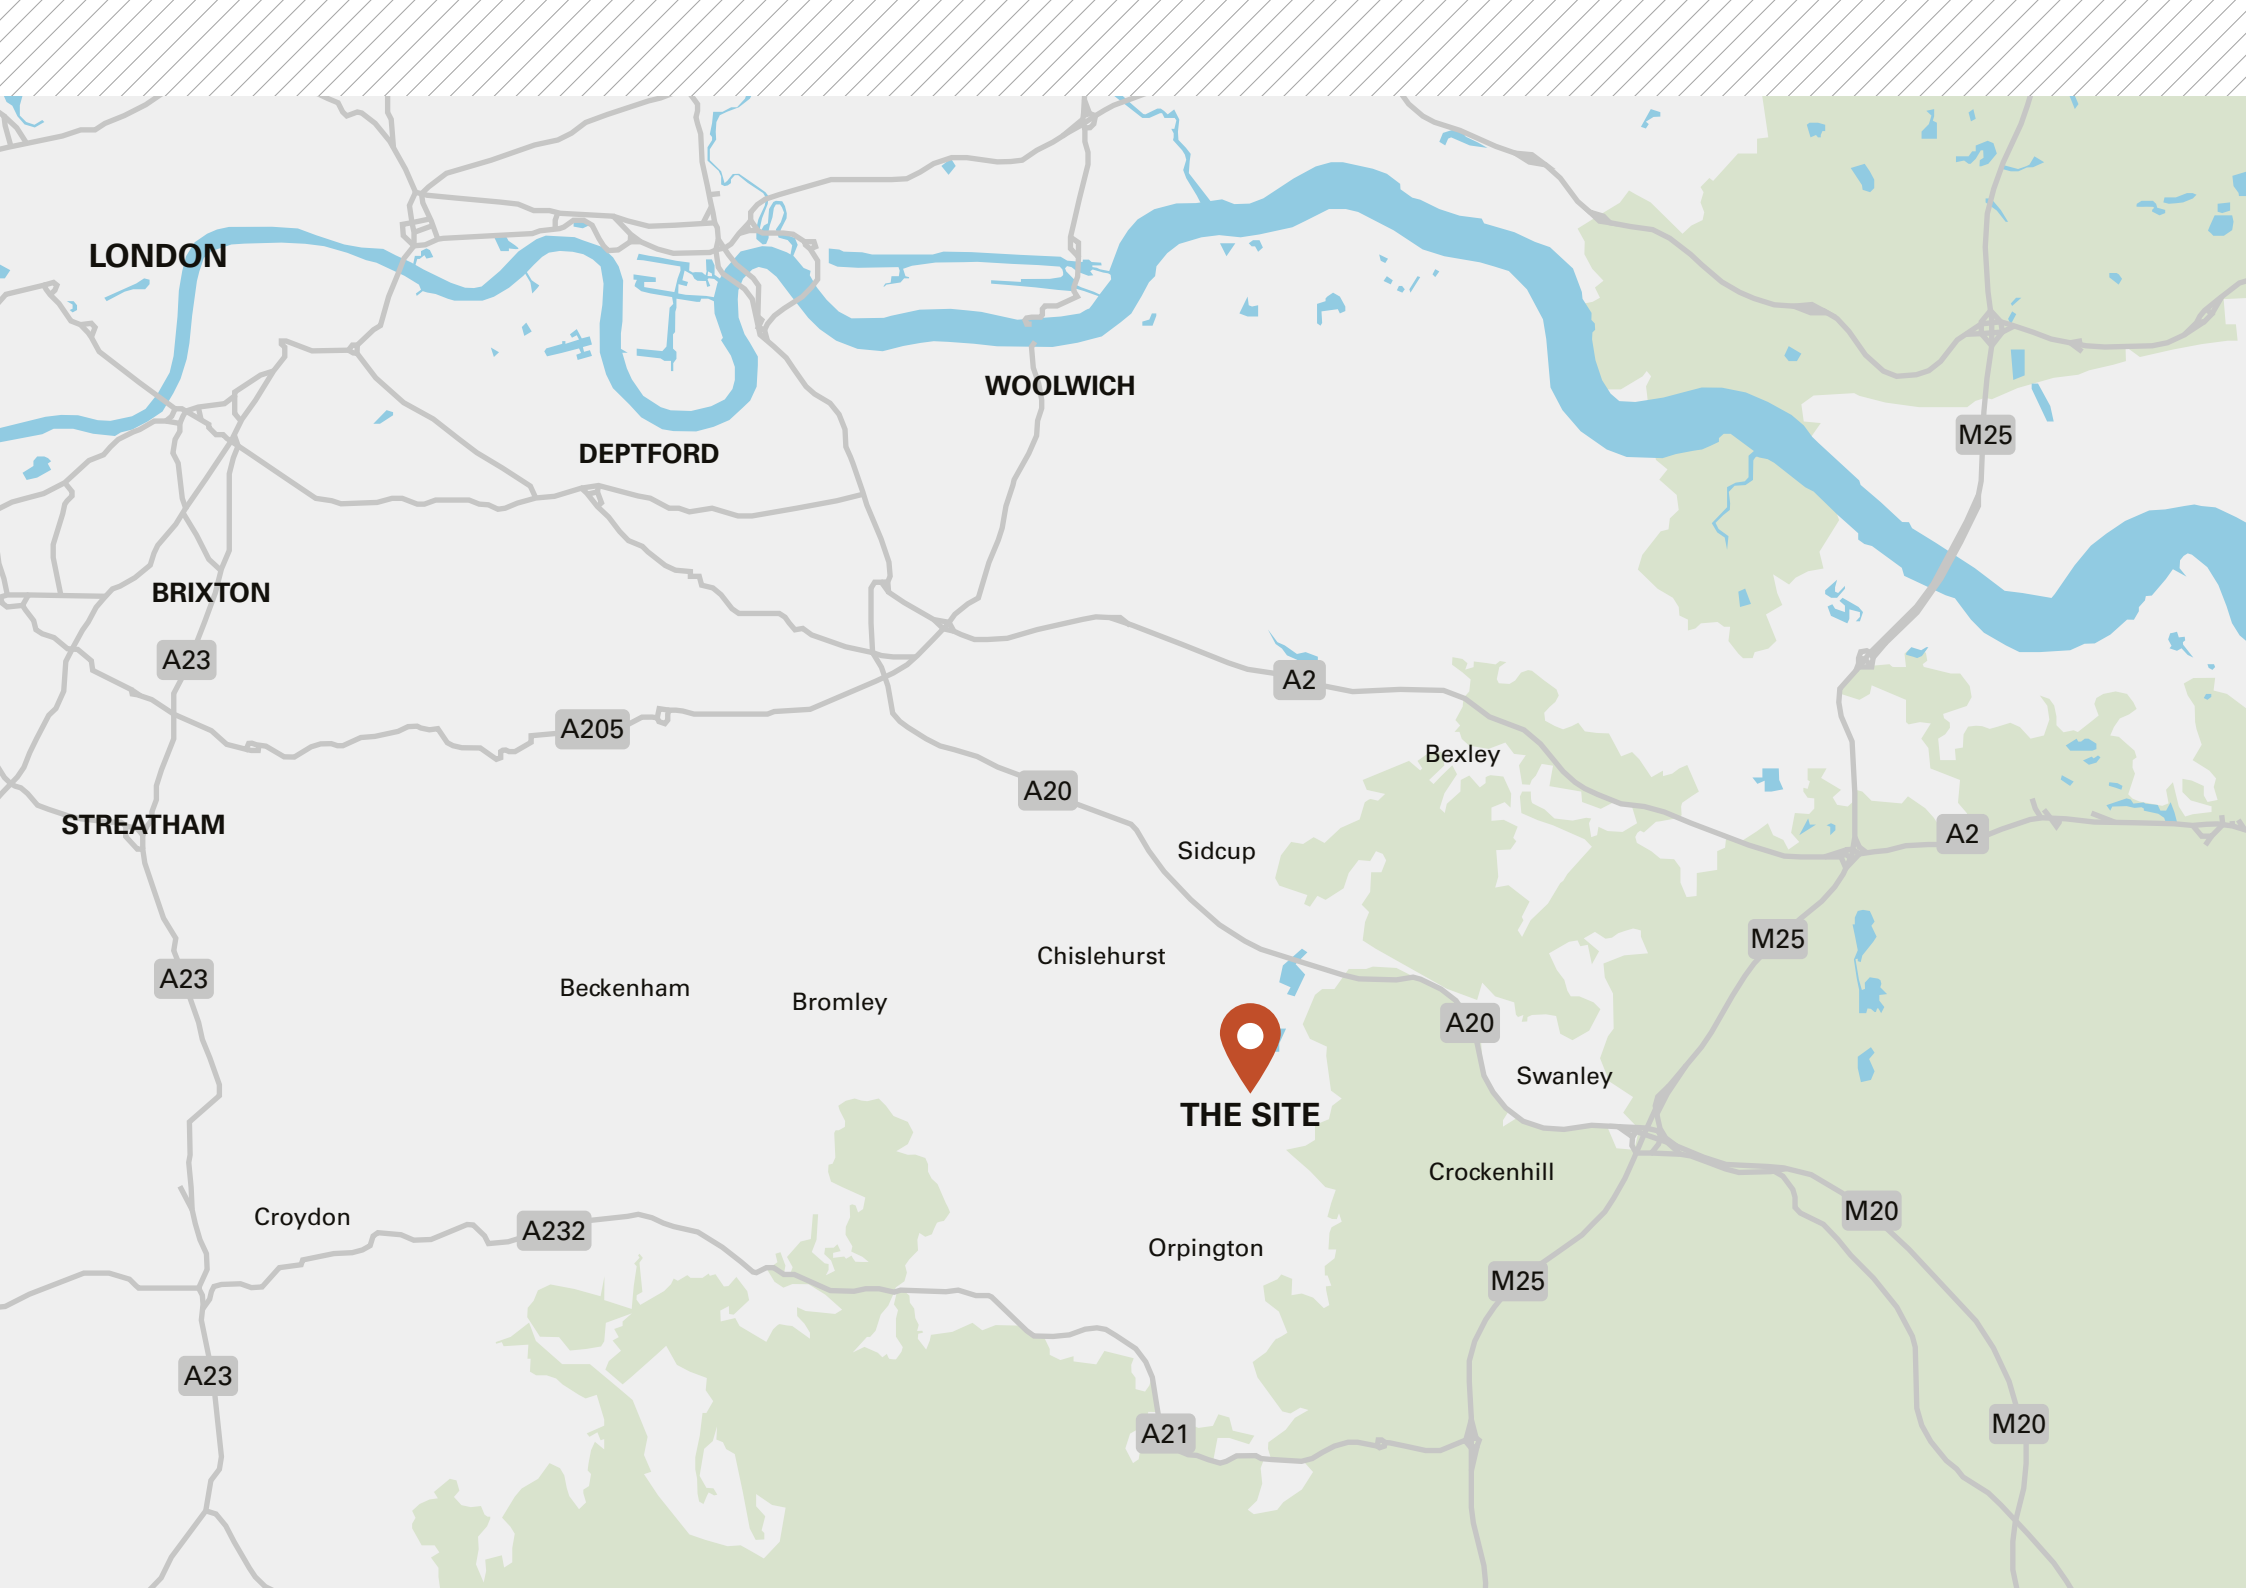 LONDON
WOOLWICH
M25
DEPTFORD
BRIXTON
A23
A2
A205
Bexley
A20
STREATHAM
A2
Sidcup
M25
Chislehurst
A23
Beckenham
Bromley
A20
Swanley
THE SITE
Crockenhill
M20
Croydon
A232
Orpington
M25
A23
M20
A21